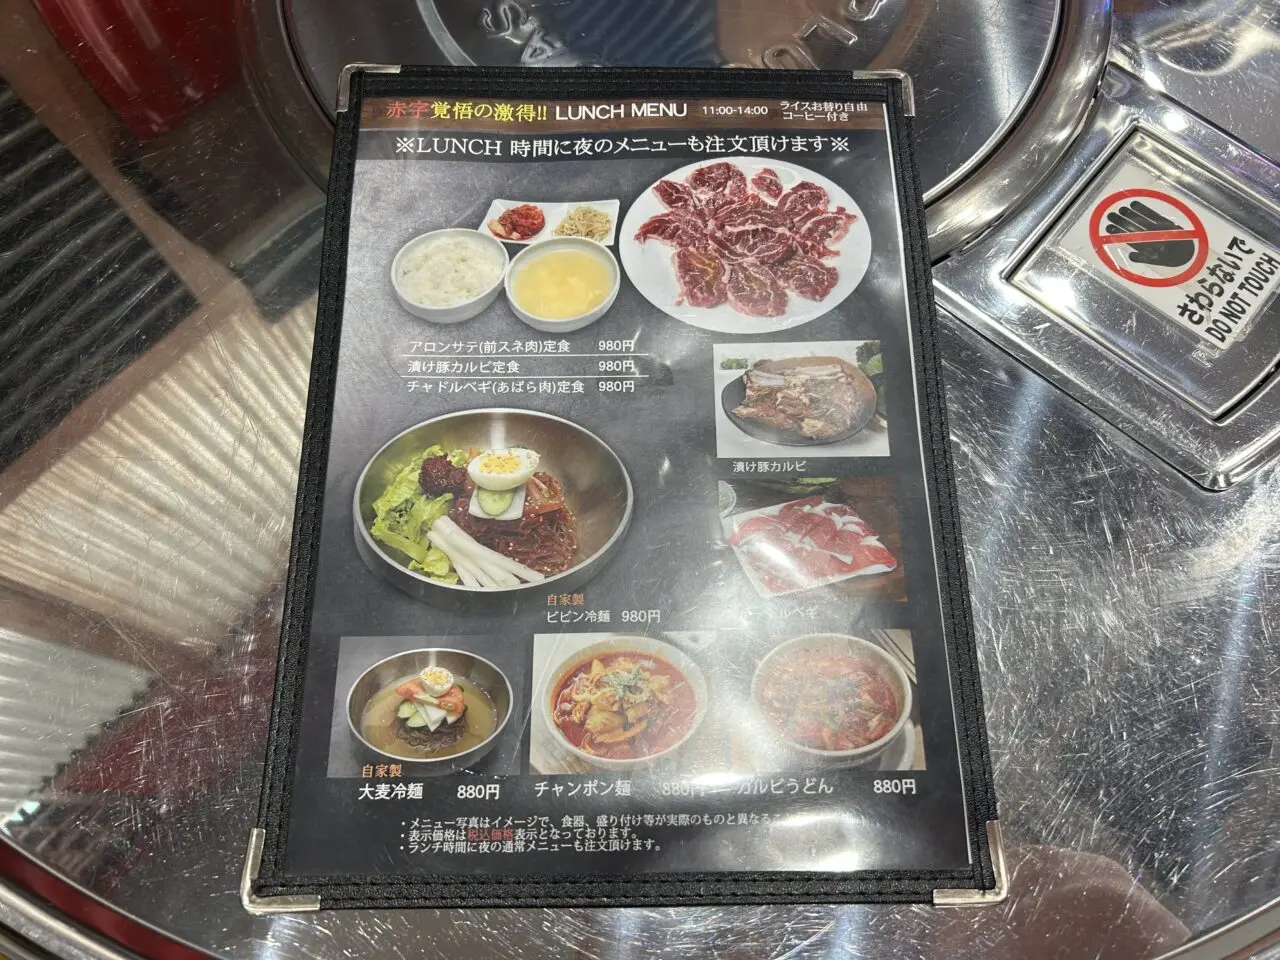 赤字覚悟の激得!! LUNCH MENU 11:00-14:00 ライスお替り自由
コーヒー付き
※LUNCH 時間に夜のメニューも注文頂けます※
アロンサテ(前スネ肉)定食 980円
漬け豚カルビ定食 980円
チャドルベギ(あばら肉)定食 980円
漬け豚カルビ
ルベギ
自家製
ビビン冷麺 980円
自家製
大麦冷麺 880円
チャンポン麺 880円
カルビうどん 880円
・メニュー写真はイメージで、食器、盛り付け等が実際のものと異なるこ
・表示価格は税込価格表示となっております。
・ランチ時間に夜の通常メニューも注文頂けます。
さわらないで
DO NOT TOUCH